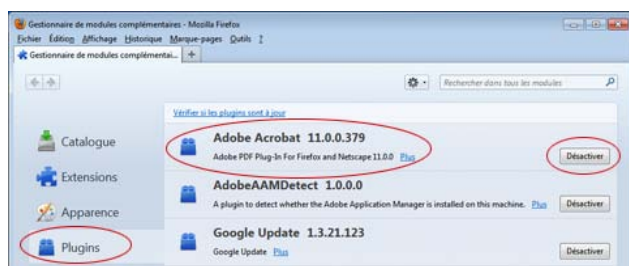 Gestionnaire de modules complémentaires - Mozilla Firefox
Fichier Édition Affichage Historique Marque-pages Outils ?
Gestionnaire de modules complémentai... +
Rechercher dans tous les modules
Vérifier si les plugins sont à jour
Catalogue
Extensions
Apparence
Plugins
Adobe Acrobat 11.0.0.379
Adobe PDF Plug-In For Firefox and Netscape 11.0.0 Plus
Désactiver
AdobeAAMDetect 1.0.0.0
A plugin to detect whether the Adobe Application Manager is installed on this machine. Plus
Désactiver
Google Update 1.3.21.123
Google Update Plus
Désactiver